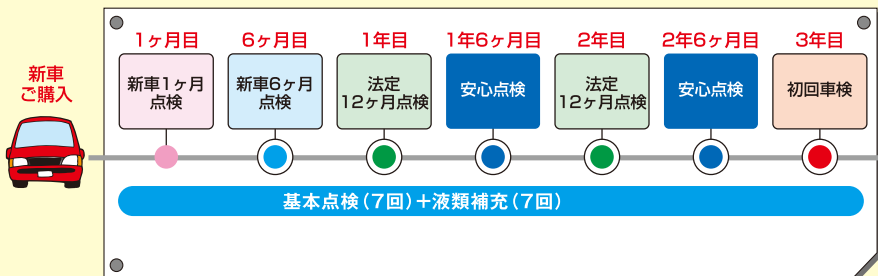 新車
ご購入
1ヶ月目
新車1ヶ月
点検
6ヶ月目
新車6ヶ月
点検
1年目
法定
12ヶ月点検
1年6ヶ月目
安心点検
2年目
法定
12ヶ月点検
2年6ヶ月目
安心点検
3年目
初回車検
基本点検(7回)+液類補充(7回)